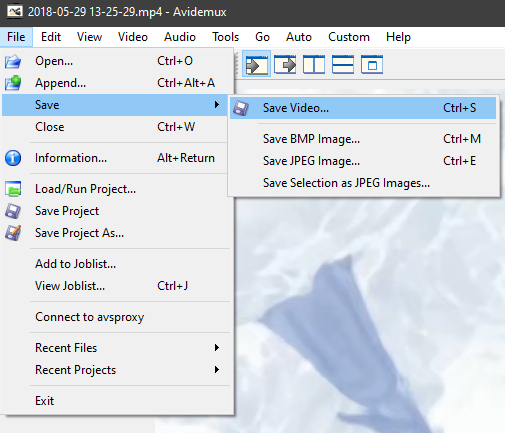 2018-05-29 13-25-29.mp4 - Avidemux
File Edit View Video Audio Tools Go Auto Custom Help
Open... Ctrl+O
Append... Ctrl+Alt+A
Save
Close Ctrl+W
Information... Alt+Return
Load/Run Project...
Save Project
Save Project As...
Add to Joblist...
View Joblist... Ctrl+J
Connect to avsproxy
Recent Files
Recent Projects
Exit
Save Video... Ctrl+S
Save BMP Image... Ctrl+M
Save JPEG Image... Ctrl+E
Save Selection as JPEG Images...